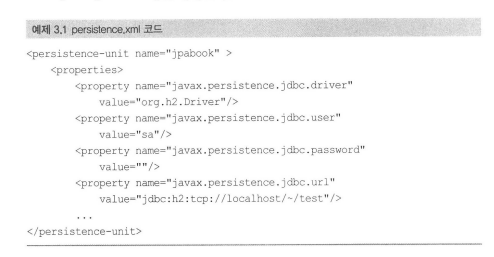 예제 3.1 persistence.xml 코드
<persistence-unit name="jpabook" >
<properties>
<property name="javax.persistence.jdbc.driver"
value="org.h2.Driver"/>
<property name="javax.persistence.jdbc.user"
value="sa"/>
<property name="javax.persistence.jdbc.password"
value=""/>
<property name="javax.persistence.jdbc.url"
value="jdbc:h2:tcp://localhost/~/test"/>
...
</persistence-unit>